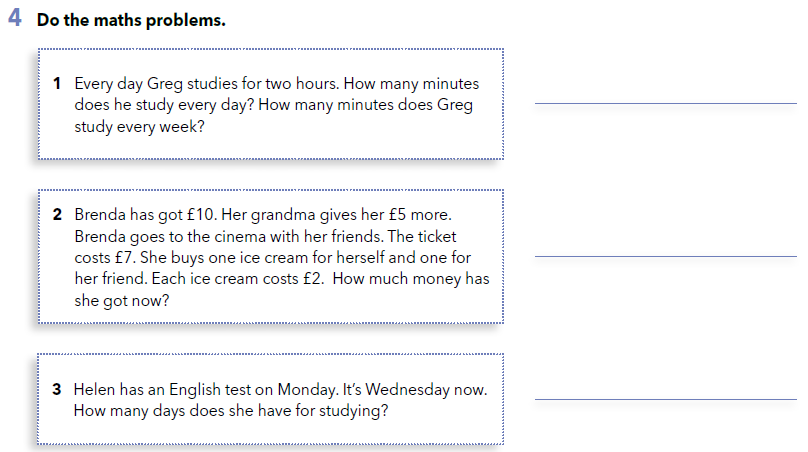 4 Do the maths problems.
1 Every day Greg studies for two hours. How many minutes
does he study every day? How many minutes does Greg
study every week?
2 Brenda has got £10. Her grandma gives her £5 more.
Brenda goes to the cinema with her friends. The ticket
costs £7. She buys one ice cream for herself and one for
her friend. Each ice cream costs £2. How much money has
she got now?
3 Helen has an English test on Monday. It’s Wednesday now.
How many days does she have for studying?